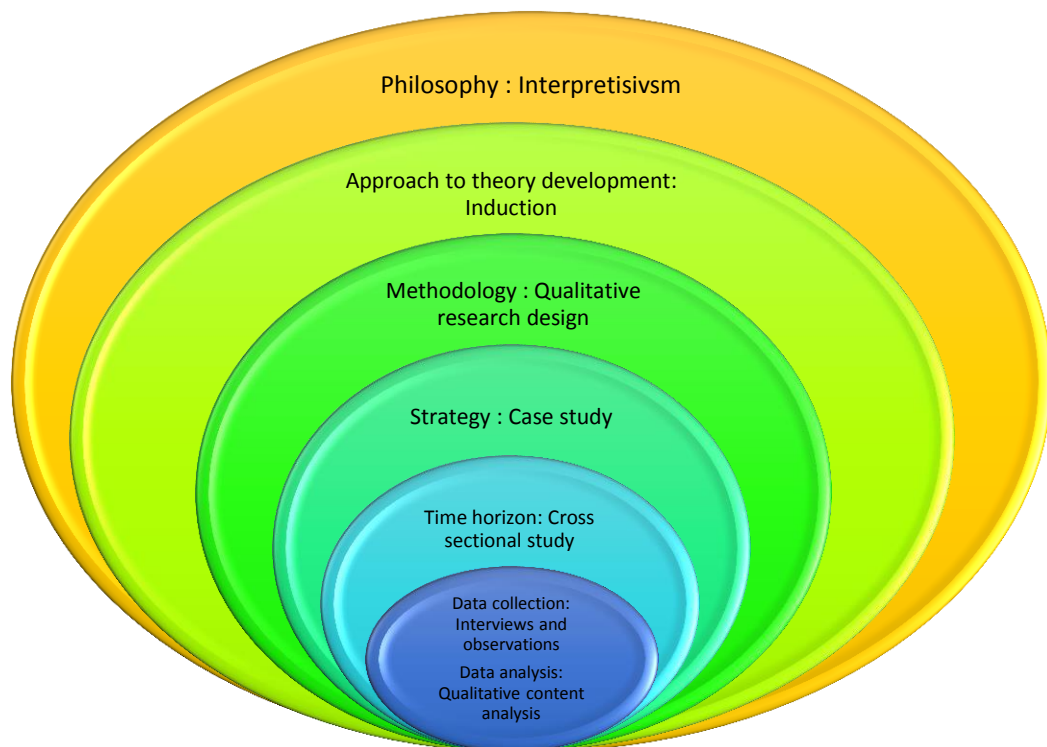 Philosophy : Interpretisivsm
Approach to theory development:
Induction
Methodology : Qualitative
research design
Strategy : Case study
Time horizon: Cross
sectional study
Data collection:
Interviews and
observations
Data analysis:
Qualitative content
analysis